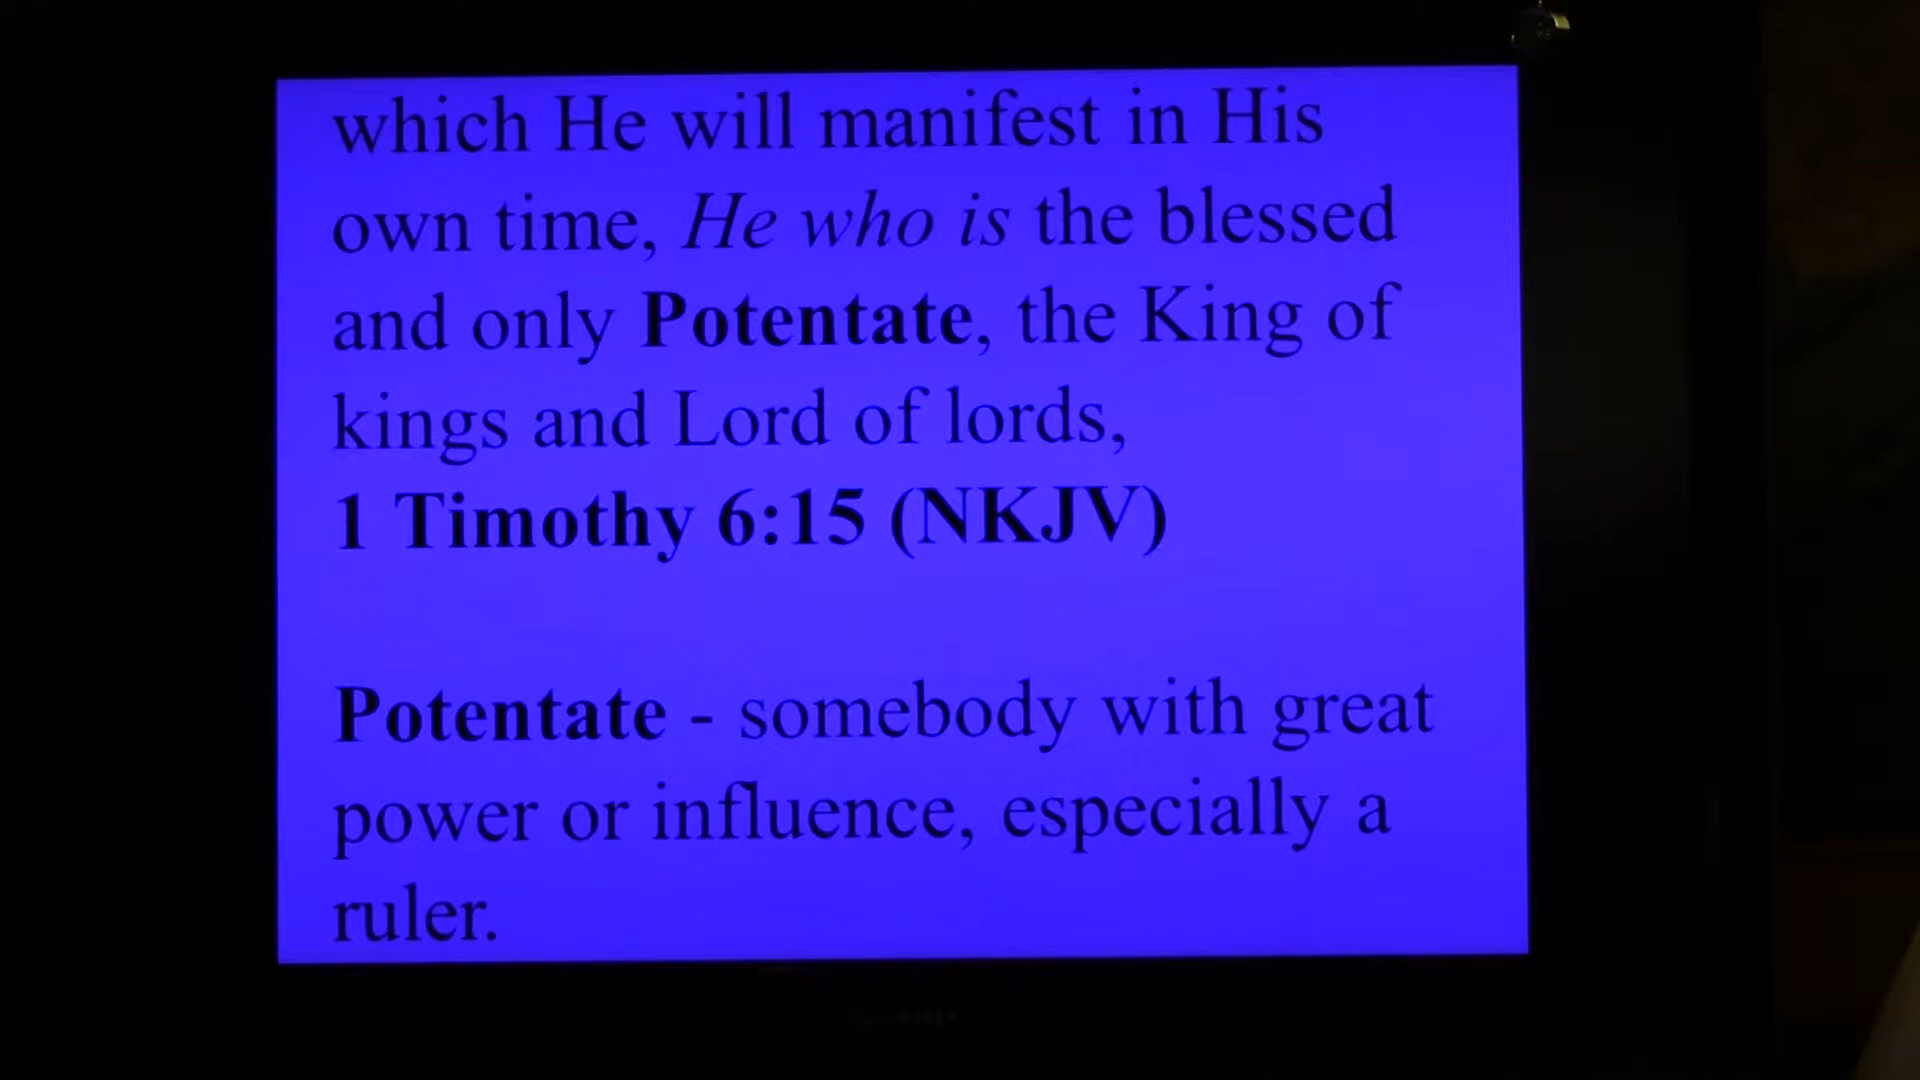 which He will manifest in His
own time, He who is the blessed
and only Potentate, the King of
kings and Lord of lords,
1 Timothy 6:15 (NKJV)
Potentate - somebody with great
power or influence, especially a
ruler.